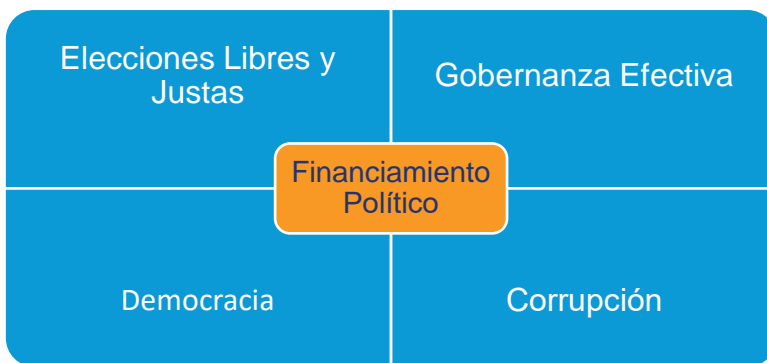 Elecciones Libres y
Justas
Gobernanza Efectiva
Financiamiento
Político
Democracia
Corrupción